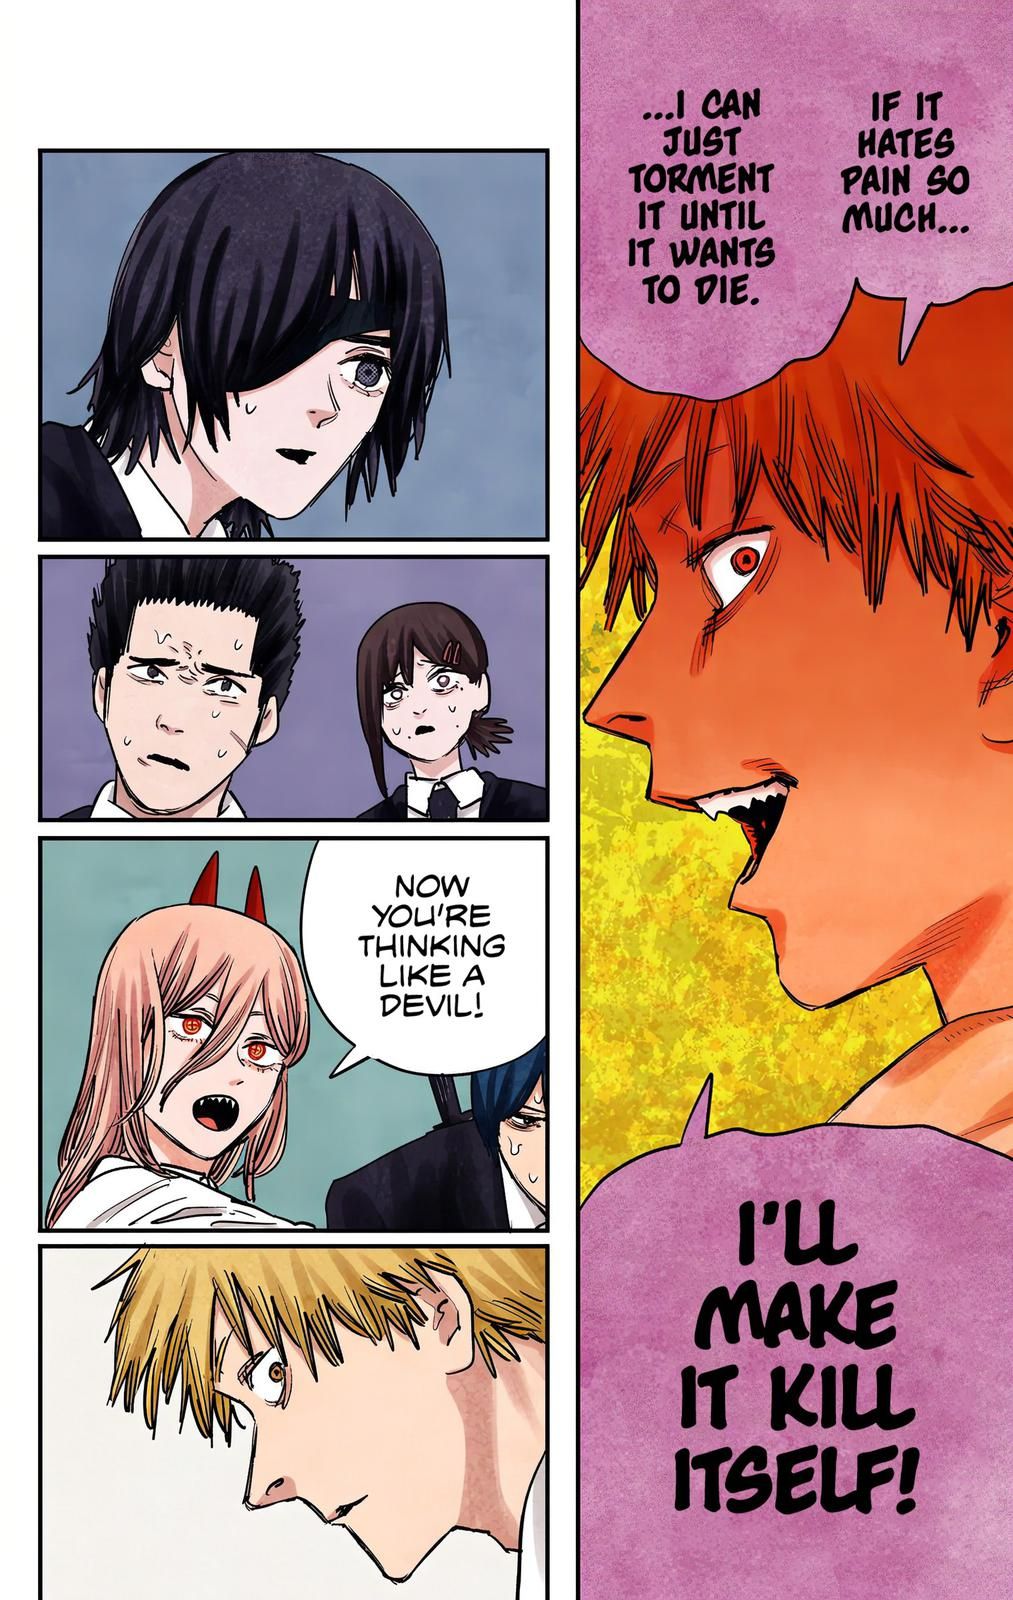 IF IT
HATES
PAIN SO
MUCH...
...I CAN
JUST
TORMENT
IT UNTIL
IT WANTS
TO DIE.
I'LL
MAKE
IT KILL
ITSELF!
NOW
YOU'RE
THINKING
LIKE A
DEVIL!